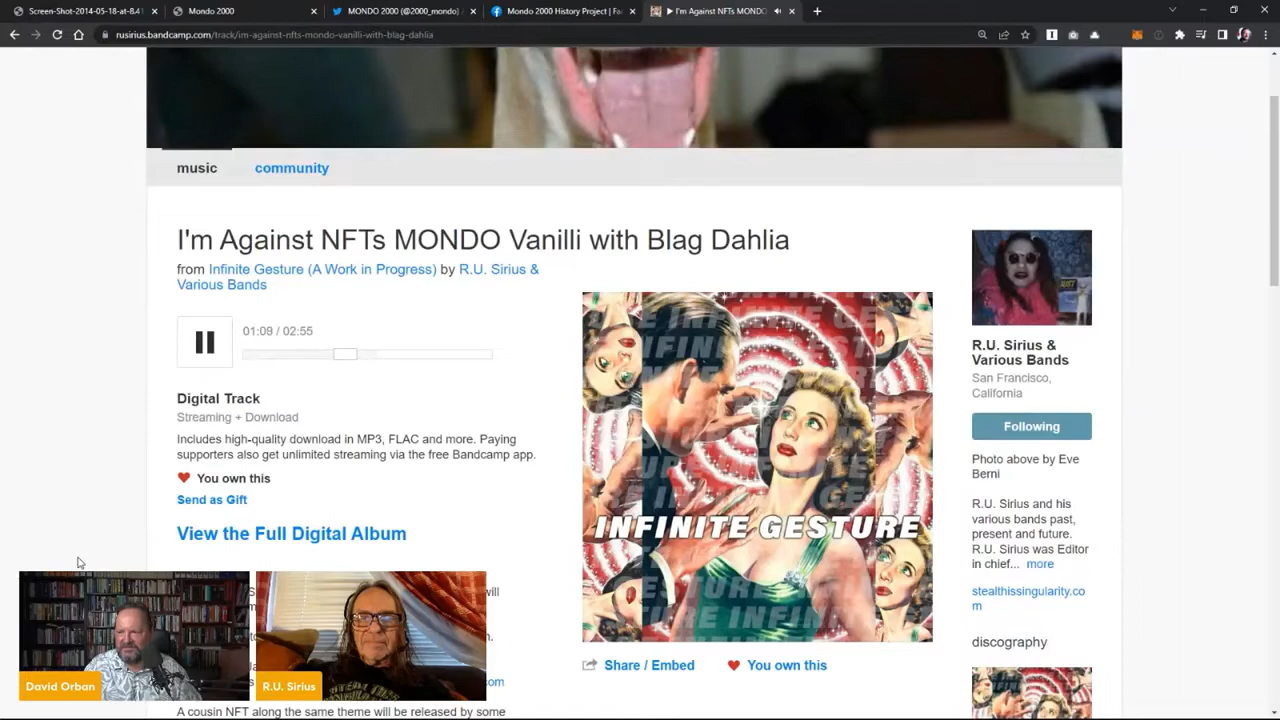 Screen-Shot-2014-05-18-at-8.41
Mondo 2000
MONDO 2000 (@2000_mondo)
Mondo 2000 History Project | Fa
I'm Against NFTs MONDO
rusirius.bandcamp.com/track/im-against-nfts-mondo-vanilli-with-blag-dahlia
music
community
I'm Against NFTs MONDO Vanilli with Blag Dahlia
from Infinite Gesture (A Work in Progress) by R.U. Sirius &
Various Bands
01:09 / 02:55
Digital Track
Streaming + Download
Includes high-quality download in MP3, FLAC and more. Paying
supporters also get unlimited streaming via the free Bandcamp app.
You own this
Send as Gift
View the Full Digital Album
will
com
A cousin NFT along the same theme will be released by some
David Orban
R.U. Sirius
INFINITE GESTURE
Share / Embed
You own this
R.U. Sirius &
Various Bands
San Francisco,
California
Following
Photo above by Eve
Berni
R.U. Sirius and his
various bands past,
present and future.
R.U. Sirius was Editor
in chief... more
stealthissingularity.co
m
discography